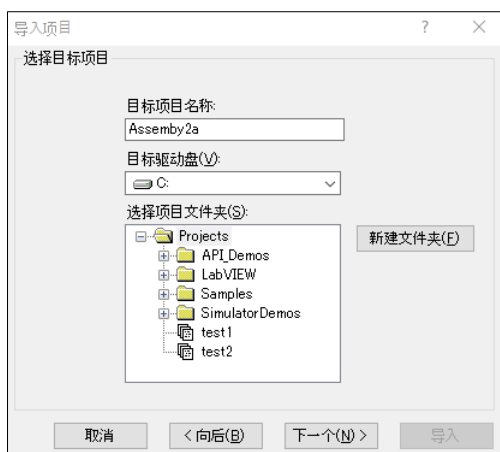 导入项目
选择目标项目
目标项目名称:
Assemby2a
目标驱动盘(V):
C:
选择项目文件夹(S):
Projects
API_Demos
LabVIEW
Samples
SimulatorDemos
test1
test2
新建文件夹(F)
取消
< 向后(B)
下一个(N) >
导入